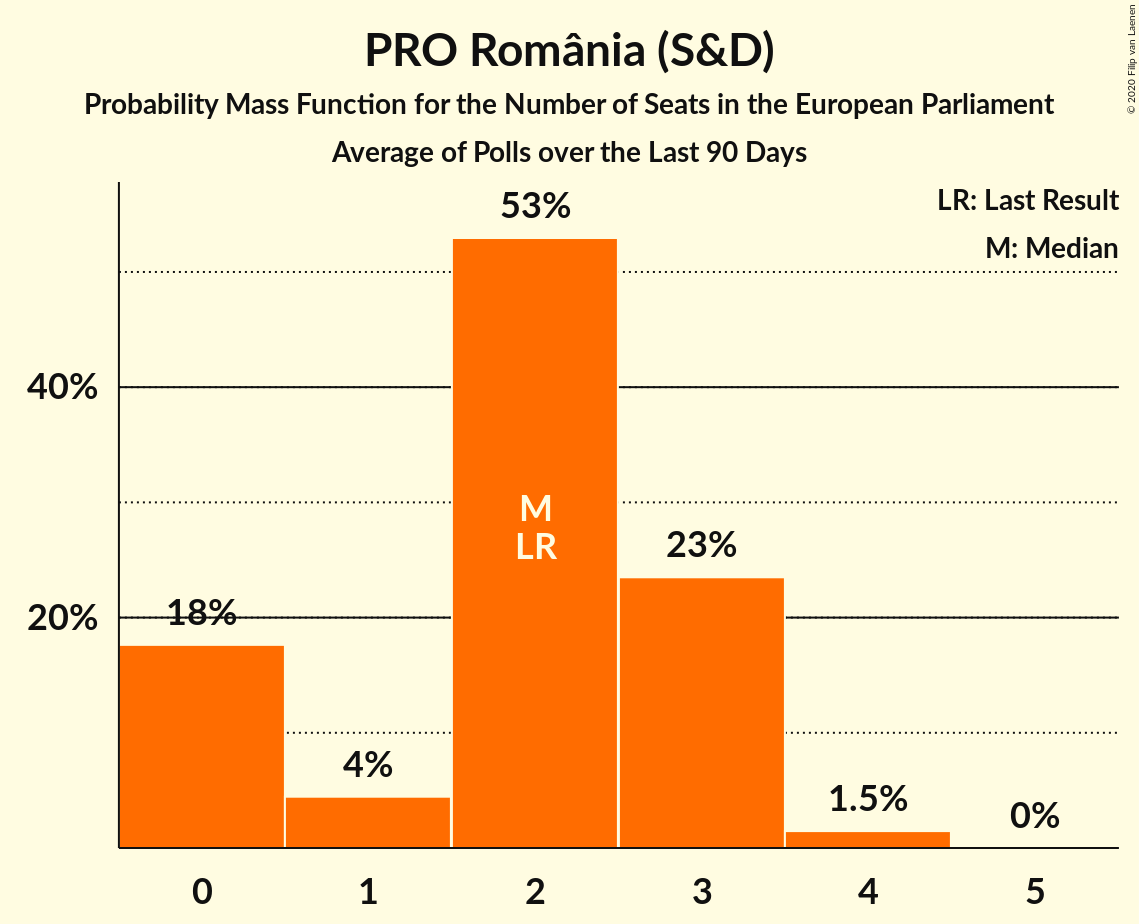 PRO România (S&D)
Probability Mass Function for the Number of Seats in the European Parliament
Average of Polls over the Last 90 Days
© 2020 Filip van Laenen
LR: Last Result
M: Median
53%
40%
M
LR
23%
20%
18%
4%
1.5%
0%
0 1 2 3 4 5